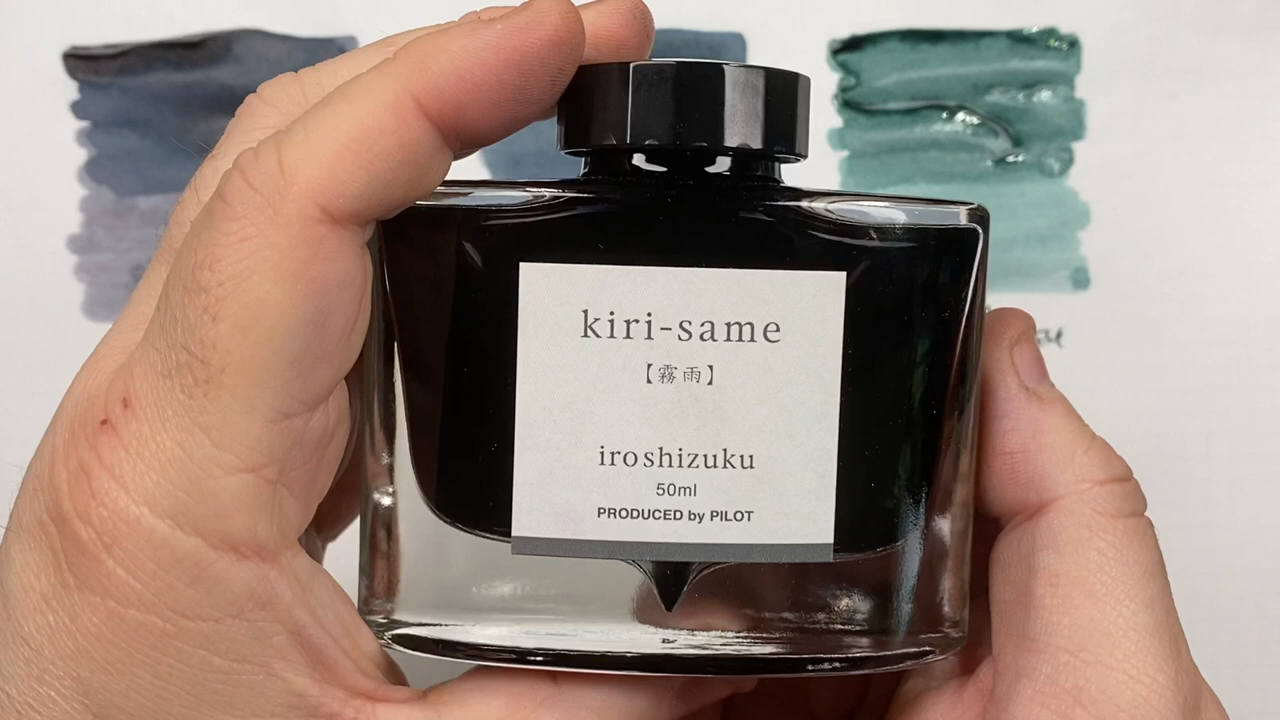 kiri-same
【霧雨】
iroshizuku
50ml
PRODUCED by PILOT